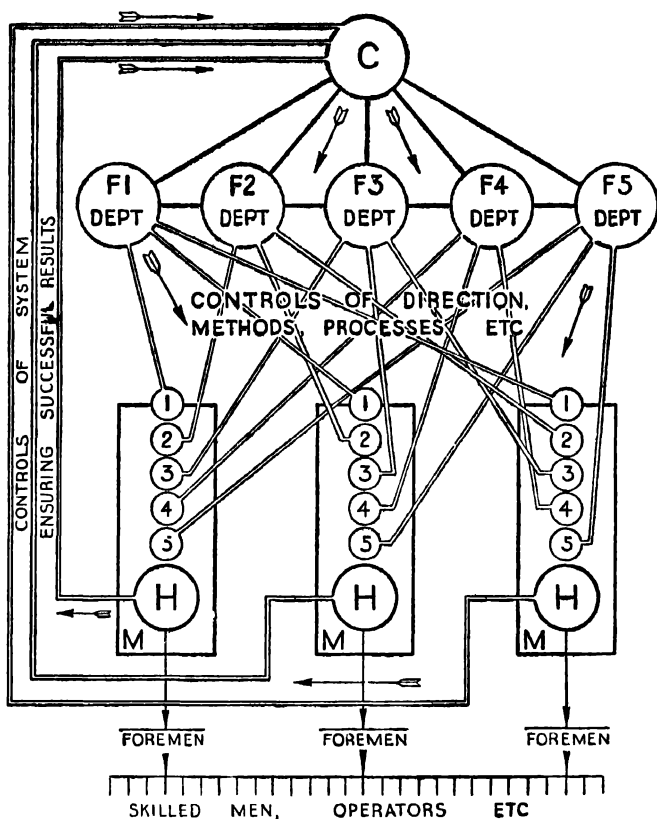 C
F1 F2 F3 F4 F5
DEPT DEPT DEPT DEPT DEPT
CONTROLS OF DIRECTION,
METHODS, PROCESSES ETC
CONTROLS OF SYSTEM
ENSURING SUCCESSFUL RESULTS
1 1 1
2 2 2
3 3 3
4 4 4
5 5 5
H H H
M M M
FOREMEN FOREMEN FOREMEN
SKILLED MEN, OPERATORS ETC